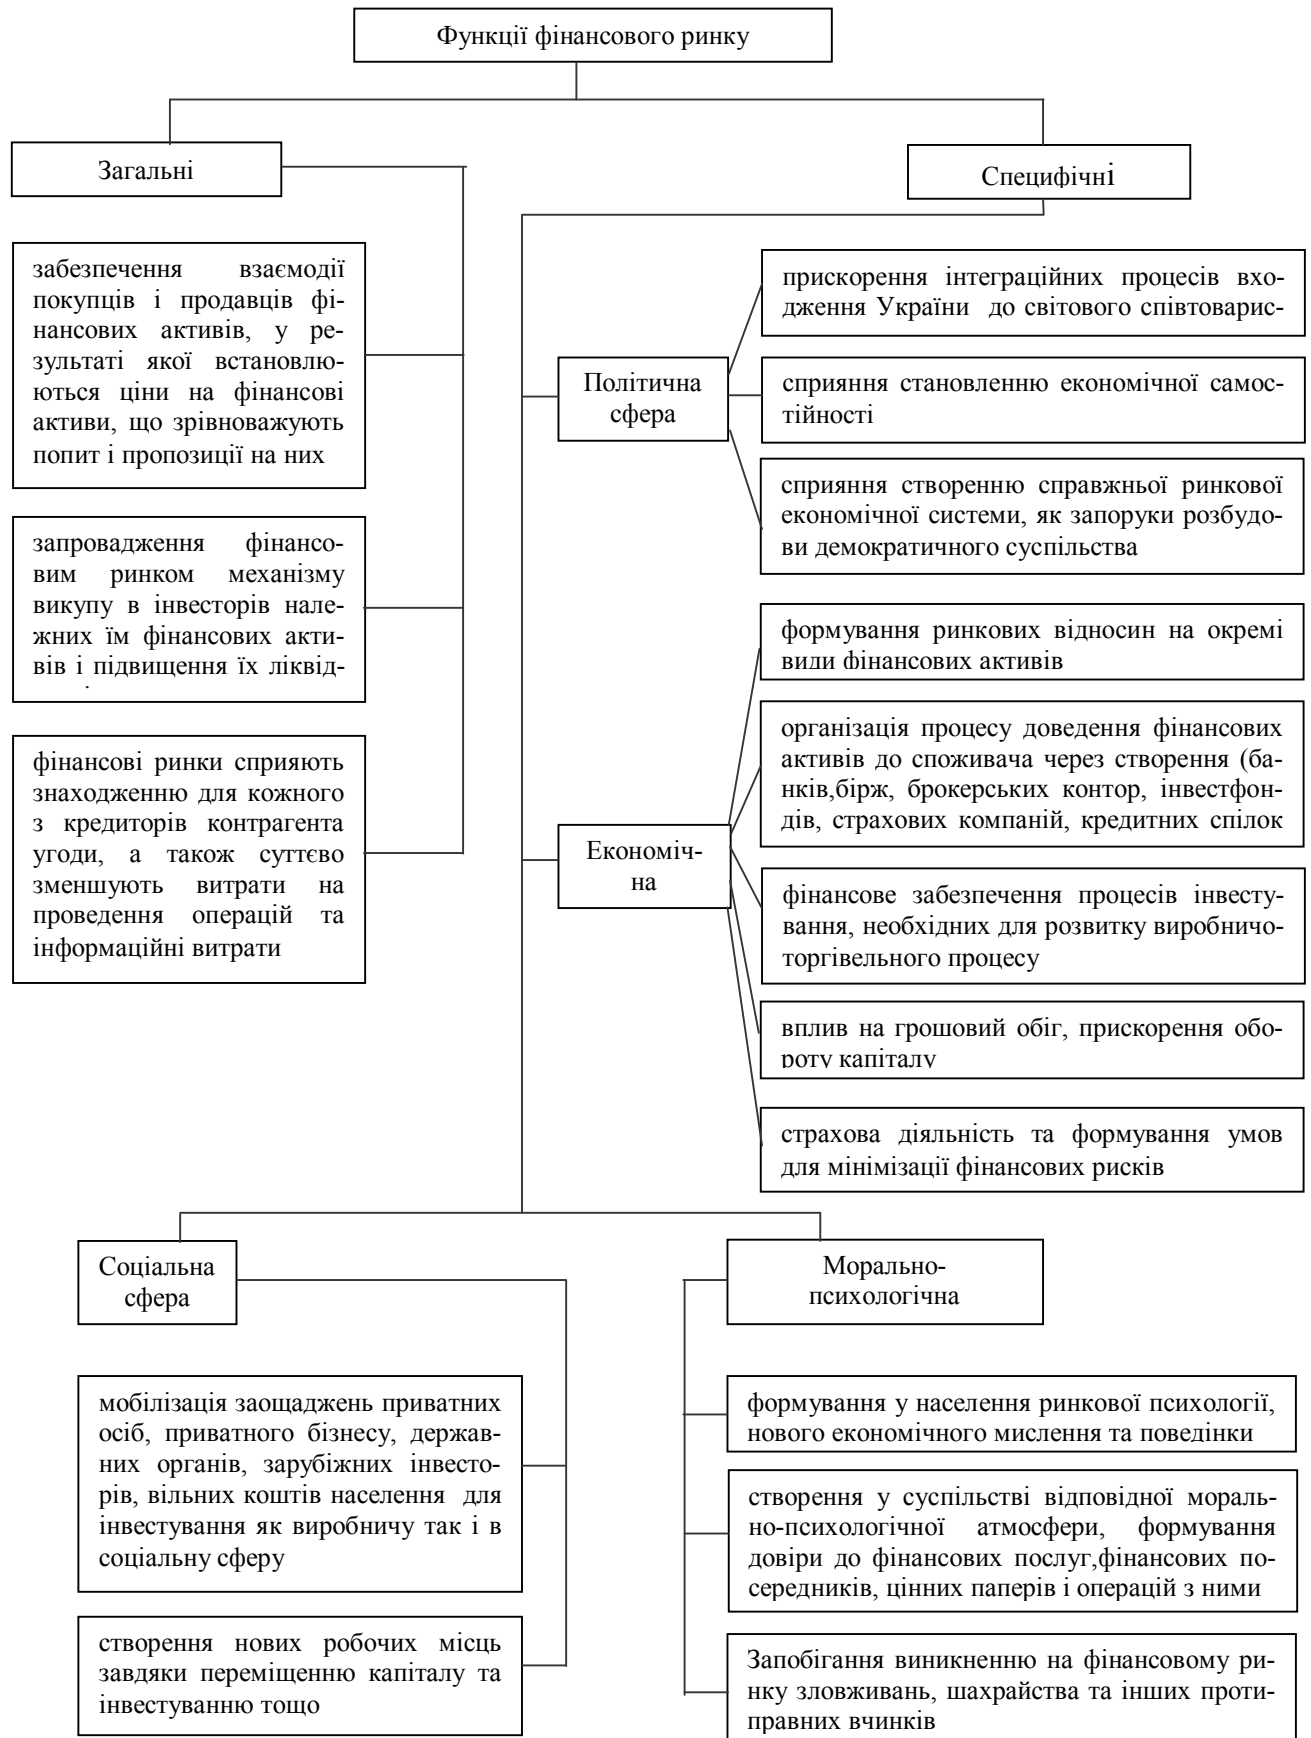 Функції фінансового ринку
Загальні
Специфічні
забезпечення взаємодії
покупців і продавців фі-
нансових активів, у ре-
зультаті якої встановлю-
ються ціни на фінансові
активи, що зрівноважують
попит і пропозиції на них
запровадження фінансо-
вим ринком механізму
викупу в інвесторів нале-
жних їм фінансових акти-
вів і підвищення їх ліквід-
фінансові ринки сприяють
знаходженню для кожного
з кредиторів контрагента
угоди, а також суттєво
зменшують витрати на
проведення операцій та
інформаційні витрати
Політична
сфера
прискорення інтеграційних процесів вхо-
дження України до світового співтоварис-
сприяння становленню економічної самос-
тійності
сприяння створенню справжньої ринкової
економічної системи, як запоруки розбудо-
ви демократичного суспільства
Економіч-
на
формування ринкових відносин на окремі
види фінансових активів
організація процесу доведення фінансових
активів до споживача через створення (ба-
нків,бірж, брокерських контор, інвестфон-
дів, страхових компаній, кредитних спілок
фінансове забезпечення процесів інвесту-
вання, необхідних для розвитку виробничо-
торгівельного процесу
вплив на грошовий обіг, прискорення обо-
роту капіталу
страхова діяльність та формування умов
для мінімізації фінансових рисків
Соціальна
сфера
мобілізація заощаджень приватних
осіб, приватного бізнесу, держав-
них органів, зарубіжних інвесто-
рів, вільних коштів населення для
інвестування як виробничу так і в
соціальну сферу
створення нових робочих місць
завдяки переміщенню капіталу та
інвестуванню тощо
Морально-
психологічна
формування у населення ринкової психології,
нового економічного мислення та поведінки
створення у суспільстві відповідної мораль-
но-психологічної атмосфери, формування
довіри до фінансових послуг,фінансових по-
середників, цінних паперів і операцій з ними
Запобігання виникненню на фінансовому ри-
нку зловживань, шахрайства та інших проти-
правних вчинків